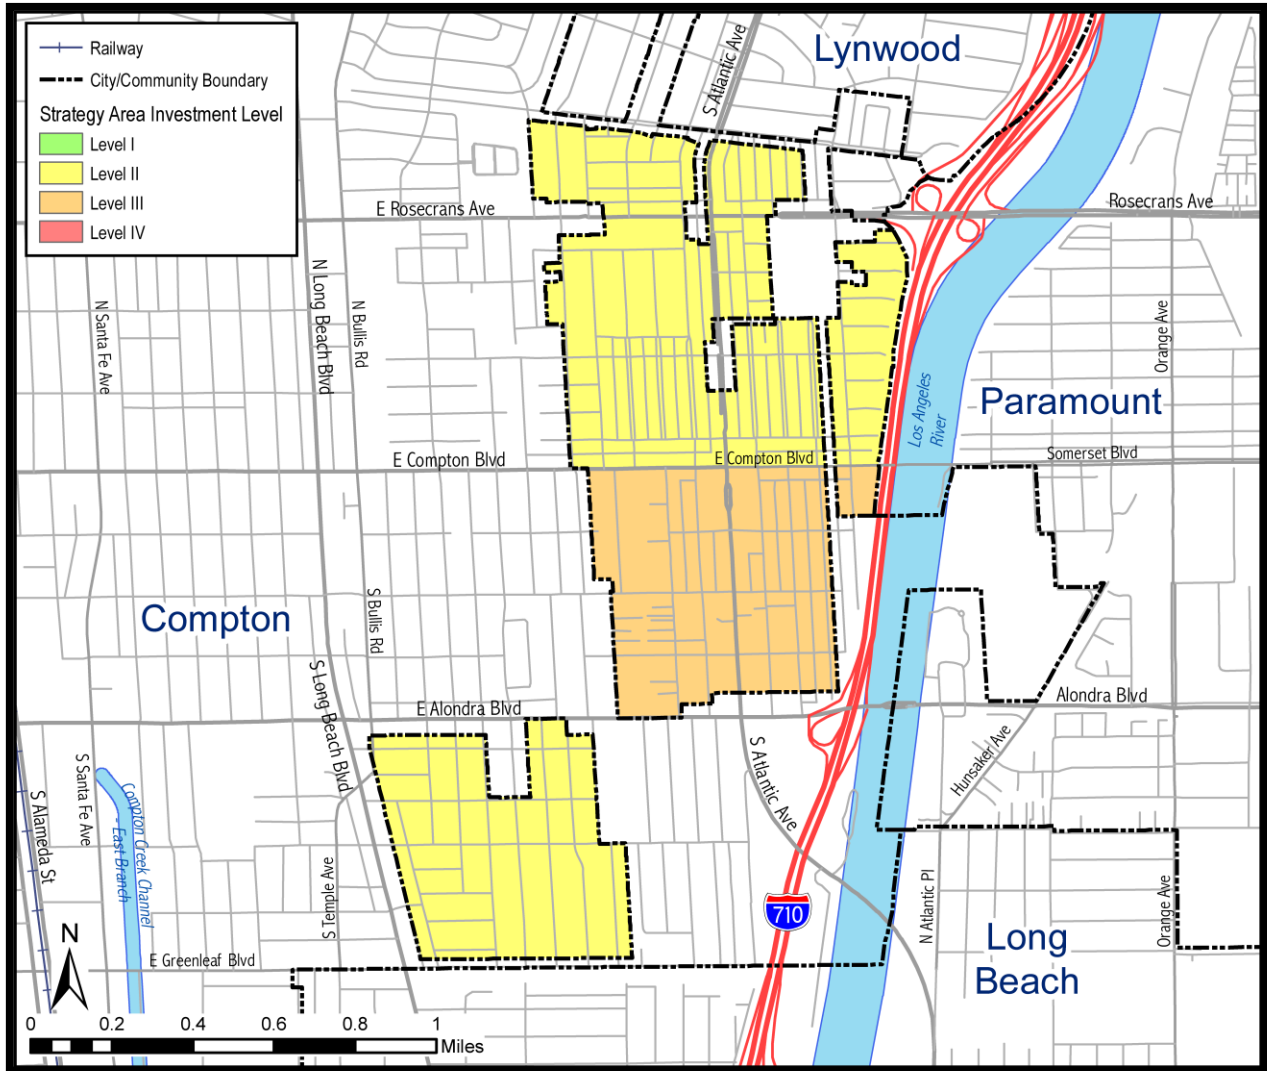 Railway
City/Community Boundary
Strategy Area Investment Level
Level I
Level II
Level III
Level IV
Lynwood
S Atlantic Ave
E Rosecrans Ave
Rosecrans Ave
N Santa Fe Ave
N Long Beach Blvd
N Bullis Rd
Orange Ave
Paramount
Los Angeles
River
E Compton Blvd
E Compton Blvd
Somerset Blvd
Compton
S Bullis Rd
S Long Beach Blvd
E Alondra Blvd
Alondra Blvd
S Atlantic Ave
Hunsaker Ave
S Santa Fe Ave
S Alameda St
Compton Creek Channel
- East Branch
S Temple Ave
710
N Atlantic Pl
Orange Ave
Long
Beach
N
E Greenleaf Blvd
0 0.2 0.4 0.6 0.8 1
Miles